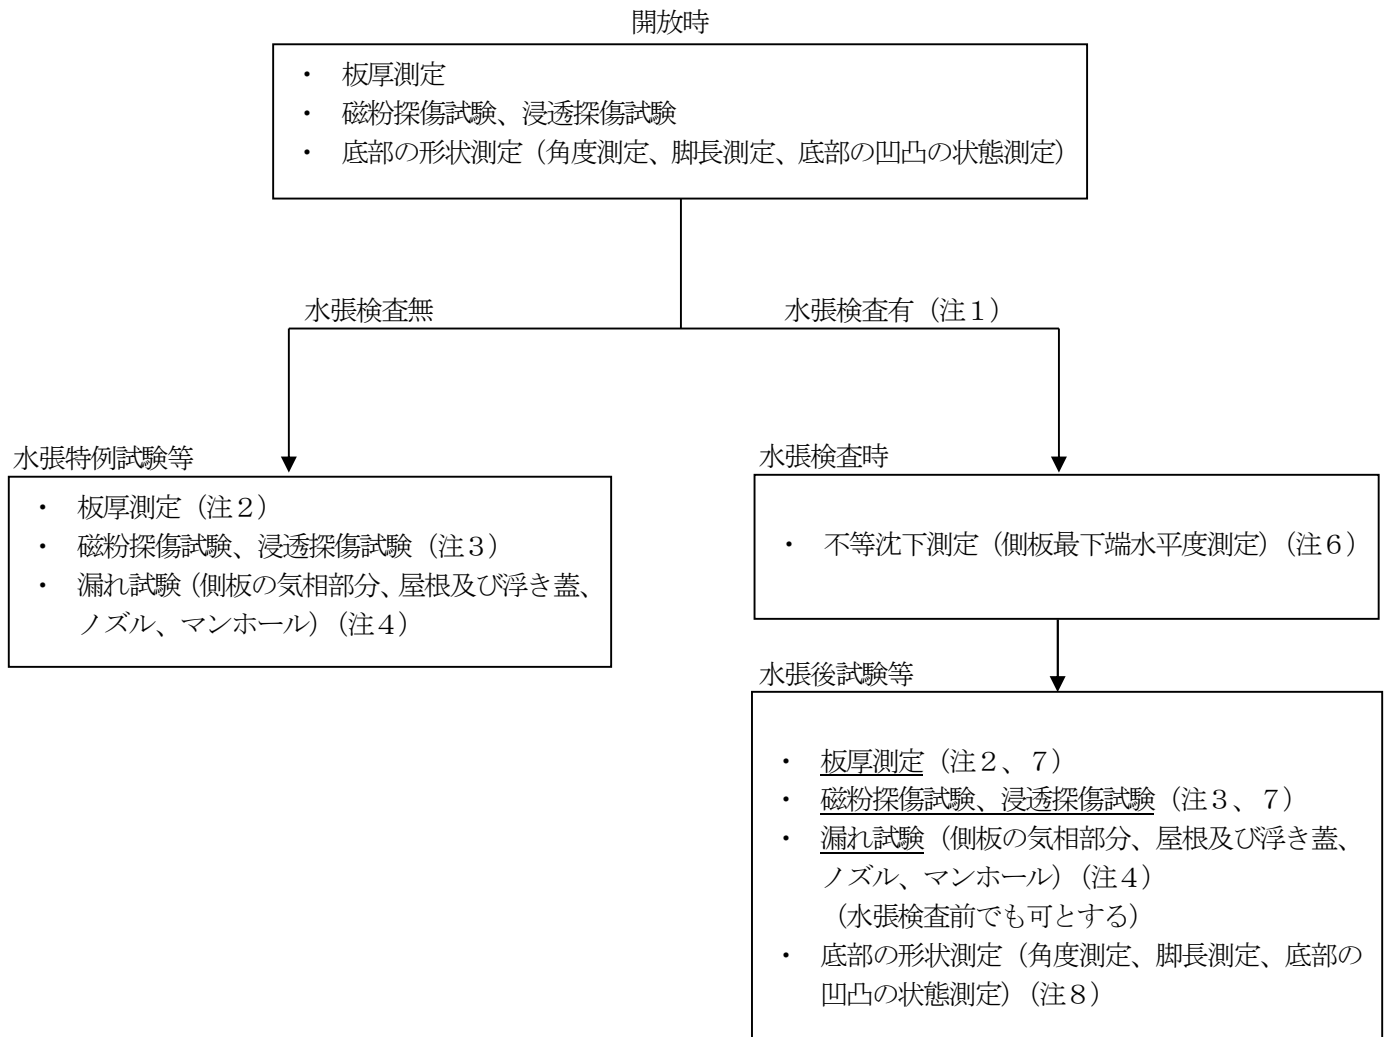 開放時
・ 板厚測定
・ 磁粉探傷試験、浸透探傷試験
・ 底部の形状測定（角度測定、脚長測定、底部の凹凸の状態測定）
水張検査無
水張検査有（注１）
水張特例試験等
・ 板厚測定（注２）
・ 磁粉探傷試験、浸透探傷試験（注３）
・ 漏れ試験（側板の気相部分、屋根及び浮き蓋、
ノズル、マンホール）（注４）
水張検査時
・ 不等沈下測定（側板最下端水平度測定）（注６）
水張後試験等
・ 板厚測定（注２、７）
・ 磁粉探傷試験、浸透探傷試験（注３、７）
・ 漏れ試験（側板の気相部分、屋根及び浮き蓋、
ノズル、マンホール）（注４）
（水張検査前でも可とする）
・ 底部の形状測定（角度測定、脚長測定、底部の
凹凸の状態測定）（注８）